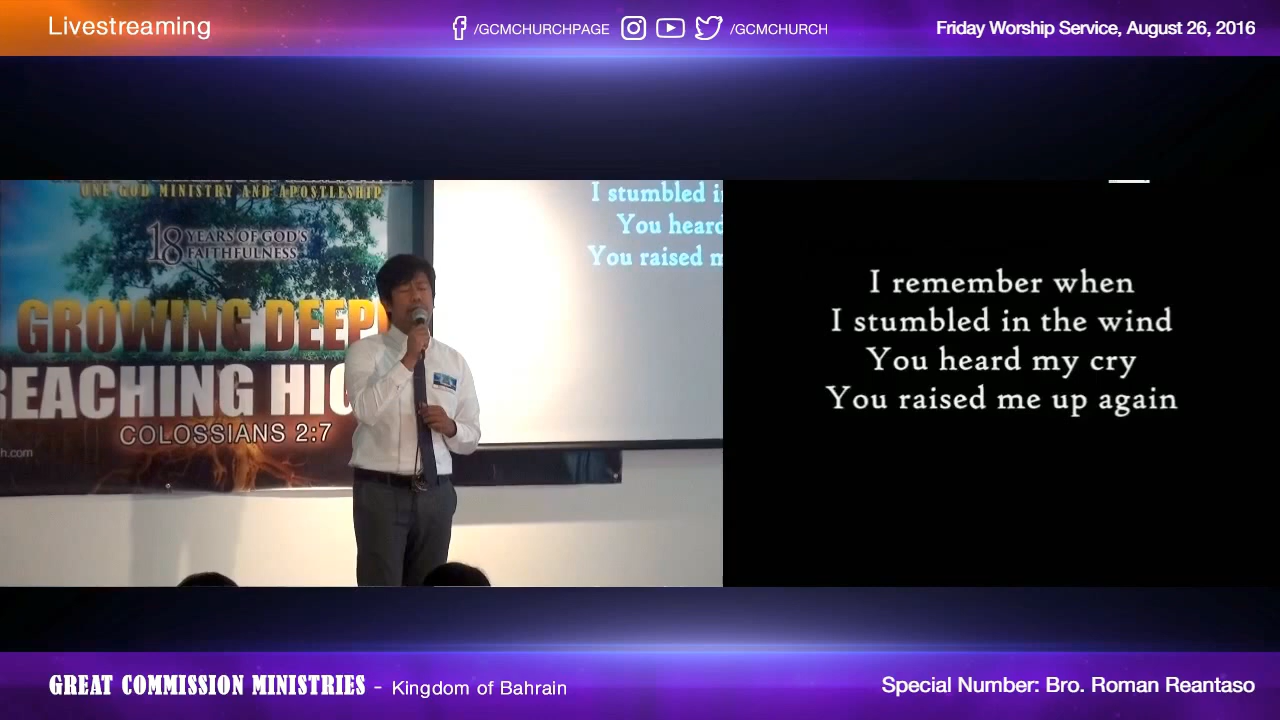 Livestreaming
/GCMCHURCHPAGE
/GCMCHURCH
Friday Worship Service, August 26, 2016
ONE GOD MINISTRY AND APOSTLESHIP
18 YEARS OF GOD'S
FAITHFULNESS
GROWING DEEP
REACHING HIG
COLOSSIANS 2:7
h.com
I stumbled i
You heard
You raised m
I remember when
I stumbled in the wind
You heard my cry
You raised me up again
GREAT COMMISSION MINISTRIES - Kingdom of Bahrain
Special Number: Bro. Roman Reantaso